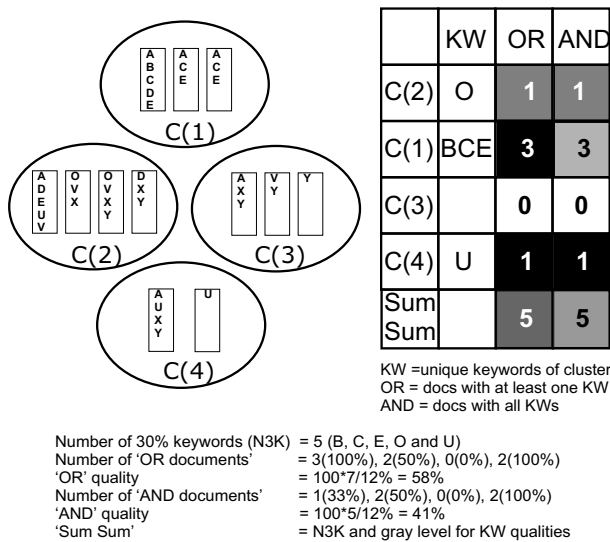 A
B
C
D
E
A
C
E
A
C
E
C(1)
A
D
E
U
V
O
V
X
O
V
X
Y
D
X
Y
C(2)
A
X
Y
V
Y
Y
C(3)
A
U
X
Y
U
C(4)
KW OR AND
C(2) O 1 1
C(1) BCE 3 3
C(3) 0 0
C(4) U 1 1
Sum
Sum 5 5
KW =unique keywords of cluster
OR = docs with at least one KW
AND = docs with all KWs
Number of 30% keywords (N3K) = 5 (B, C, E, O and U)
Number of ‘OR documents’ = 3(100%), 2(50%), 0(0%), 2(100%)
‘OR’ quality = 100*7/12% = 58%
Number of ‘AND documents’ = 1(33%), 2(50%), 0(0%), 2(100%)
‘AND’ quality = 100*5/12% = 41%
‘Sum Sum’ = N3K and gray level for KW qualities